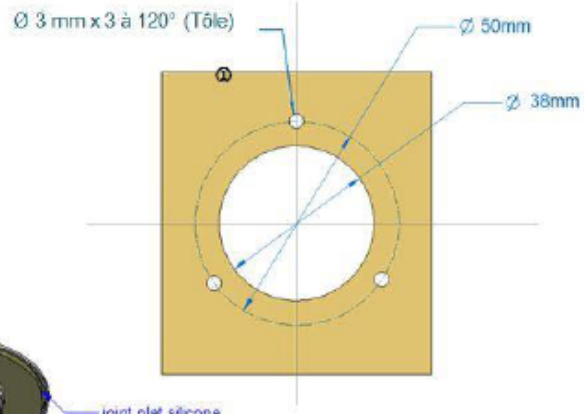 Ø 3 mm x 3 à 120° (Tôle)
Ø 50mm
①
Ø 38mm
joint plat silicone